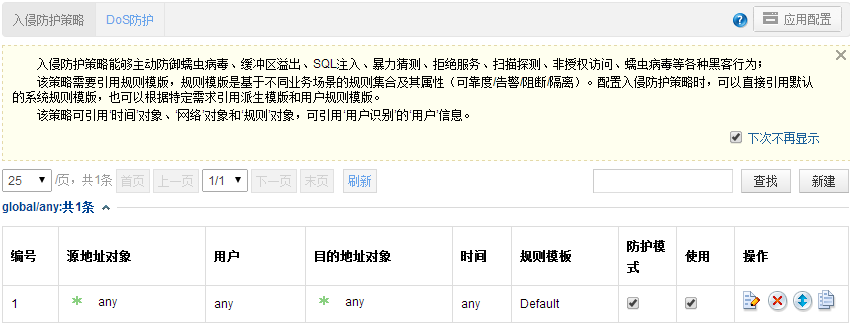 入侵防护策略 DoS防护 应用配置
入侵防护策略能够主动防御蠕虫病毒、缓冲区溢出、SQL注入、暴力猜测、拒绝服务、扫描探测、非授权访问、蠕虫病毒等各种黑客行为；
该策略需要引用规则模版，规则模版是基于不同业务场景的规则集合及其属性（可靠度/告警/阻断/隔离）。配置入侵防护策略时，可以直接引用默认
的系统规则模版，也可以根据特定需求引用派生模版和用户规则模版。
该策略可引用'时间'对象、'网络'对象和'规则'对象，可引用'用户识别'的'用户'信息。
下次不再显示
25 /页，共1条 首页 上一页 1/1 下一页 末页 刷新 查找 新建
global/any:共1条
编号 源地址对象 用户 目的地址对象 时间 规则模板 防护模式 使用 操作
1 any any any any Default